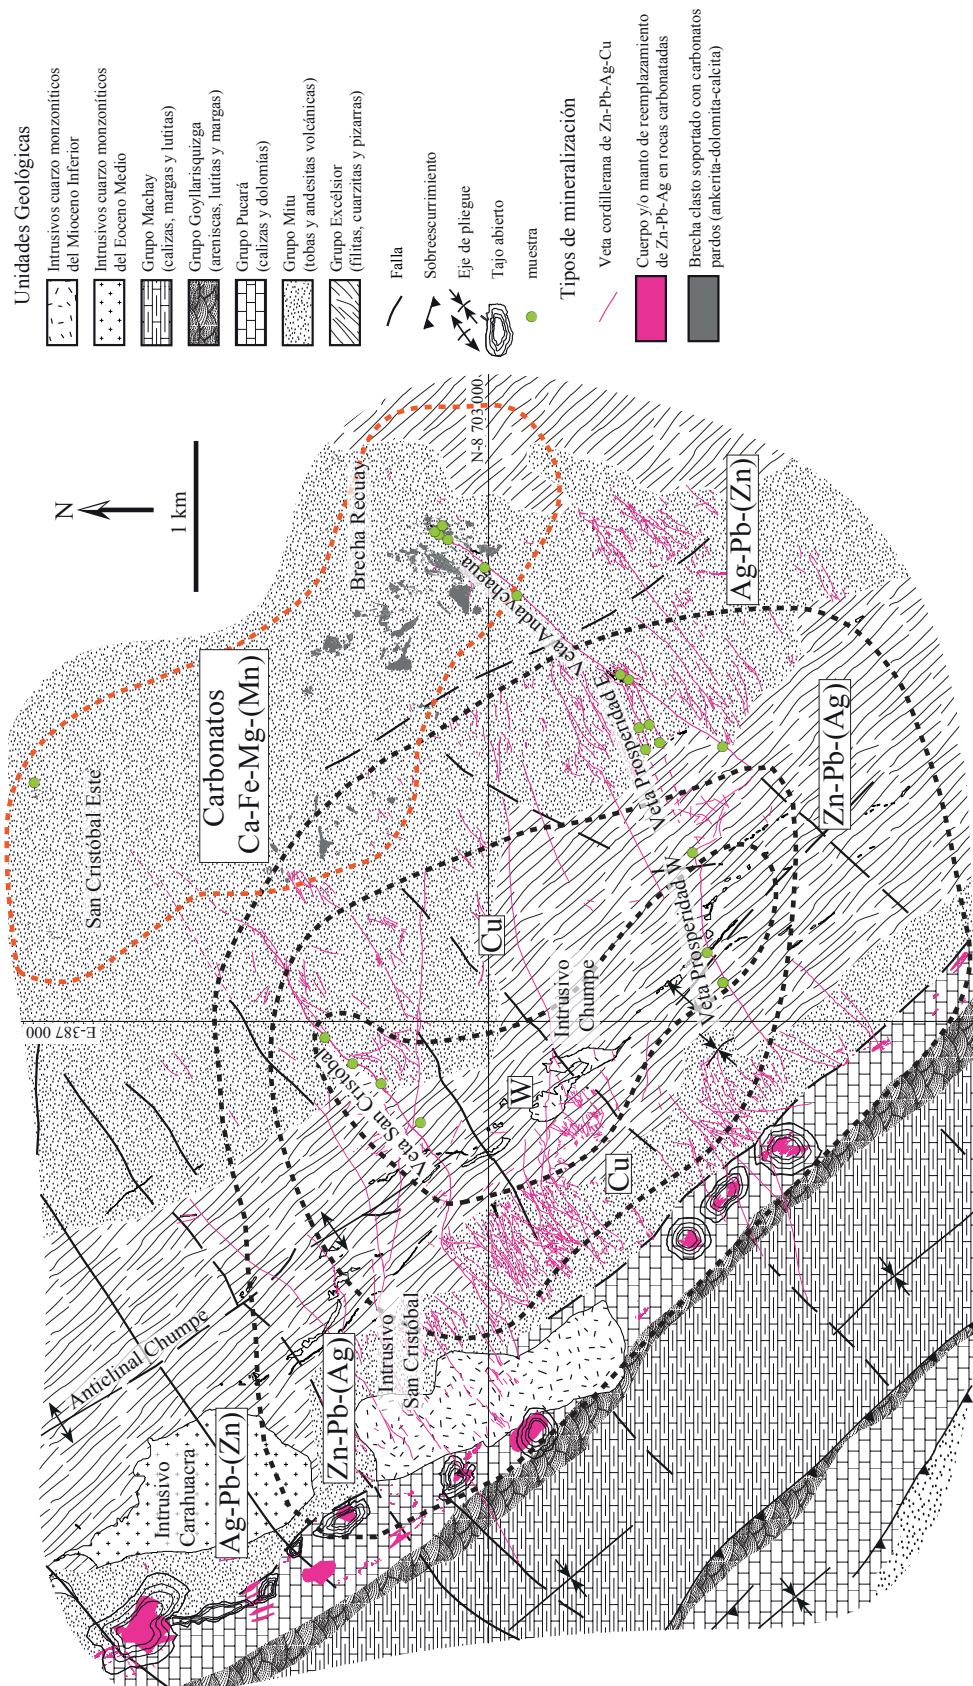 Unidades Geológicas
Intrusivos cuarzo monzoníticos
del Mioceno Inferior
Intrusivos cuarzo monzoníticos
del Eoceno Medio
Grupo Machay
(calizas, margas y lutitas)
Grupo Goyllarisquizga
(areniscas, lutitas y margas)
Grupo Pucará
(calizas y dolomías)
Grupo Mitu
(tobas y andesitas volcánicas)
Grupo Excélsior
(filitas, cuarzitas y pizarras)
Falla
Sobreescurrimiento
Eje de pliegue
Tajo abierto
muestra
Tipos de mineralización
Veta cordillerana de Zn-Pb-Ag-Cu
Cuerpo y/o manto de reemplazamiento
de Zn-Pb-Ag en rocas carbonatadas
Brecha clasto soportado con carbonatos
pardos (ankerita-dolomita-calcita)
N
1 km
N-8 703 000
E-387 000
San Cristóbal Este
Carbonatos
Ca-Fe-Mg-(Mn)
Brecha Recuay
Veta Andaychagua
Ag-Pb-(Zn)
Veta Prosperidad I
Zn-Pb-(Ag)
Veta Prosperidad W
Veta Prosperidad
Cu
Intrusivo
Chumpe
W
Veta San Cristobal
Cu
Intrusivo
San Cristóbal
Zn-Pb-(Ag)
Anticlinal Chumpe
Ag-Pb-(Zn)
Intrusivo
Carahuacra